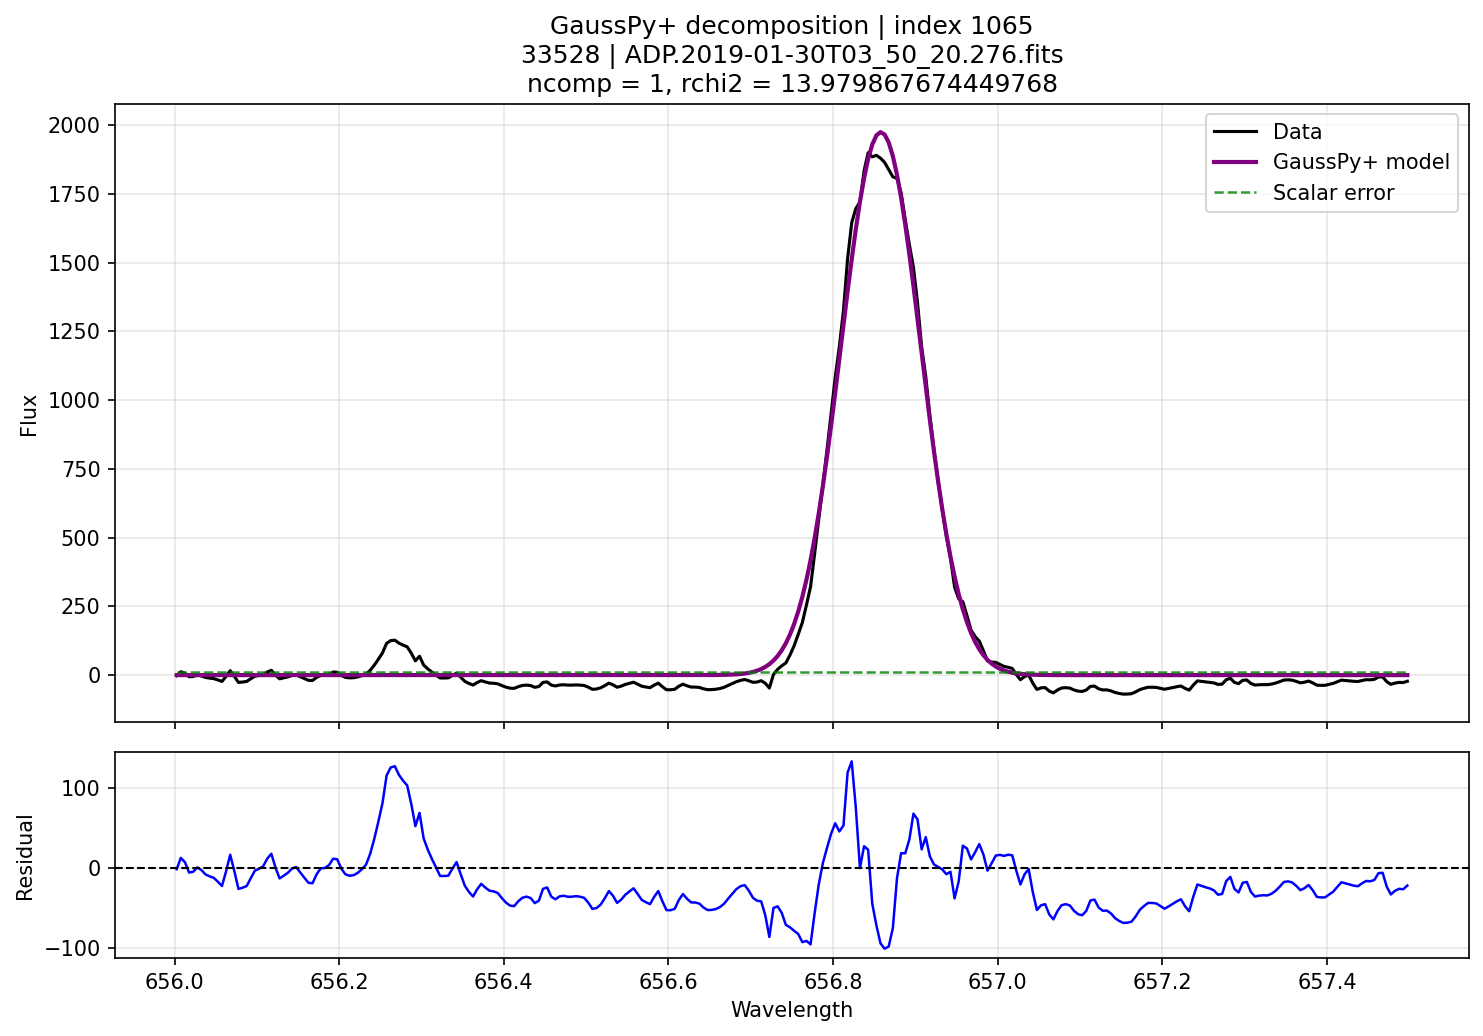 GaussPy+ decomposition | index 1065
33528 | ADP.2019-01-30T03_50_20.276.fits
ncomp = 1, rchi2 = 13.979867674449768
Data
GaussPy+ model
Scalar error
Flux
2000
1750
1500
1250
1000
750
500
250
0
Residual
100
0
−100
656.0
656.2
656.4
656.6
656.8
657.0
657.2
657.4
Wavelength